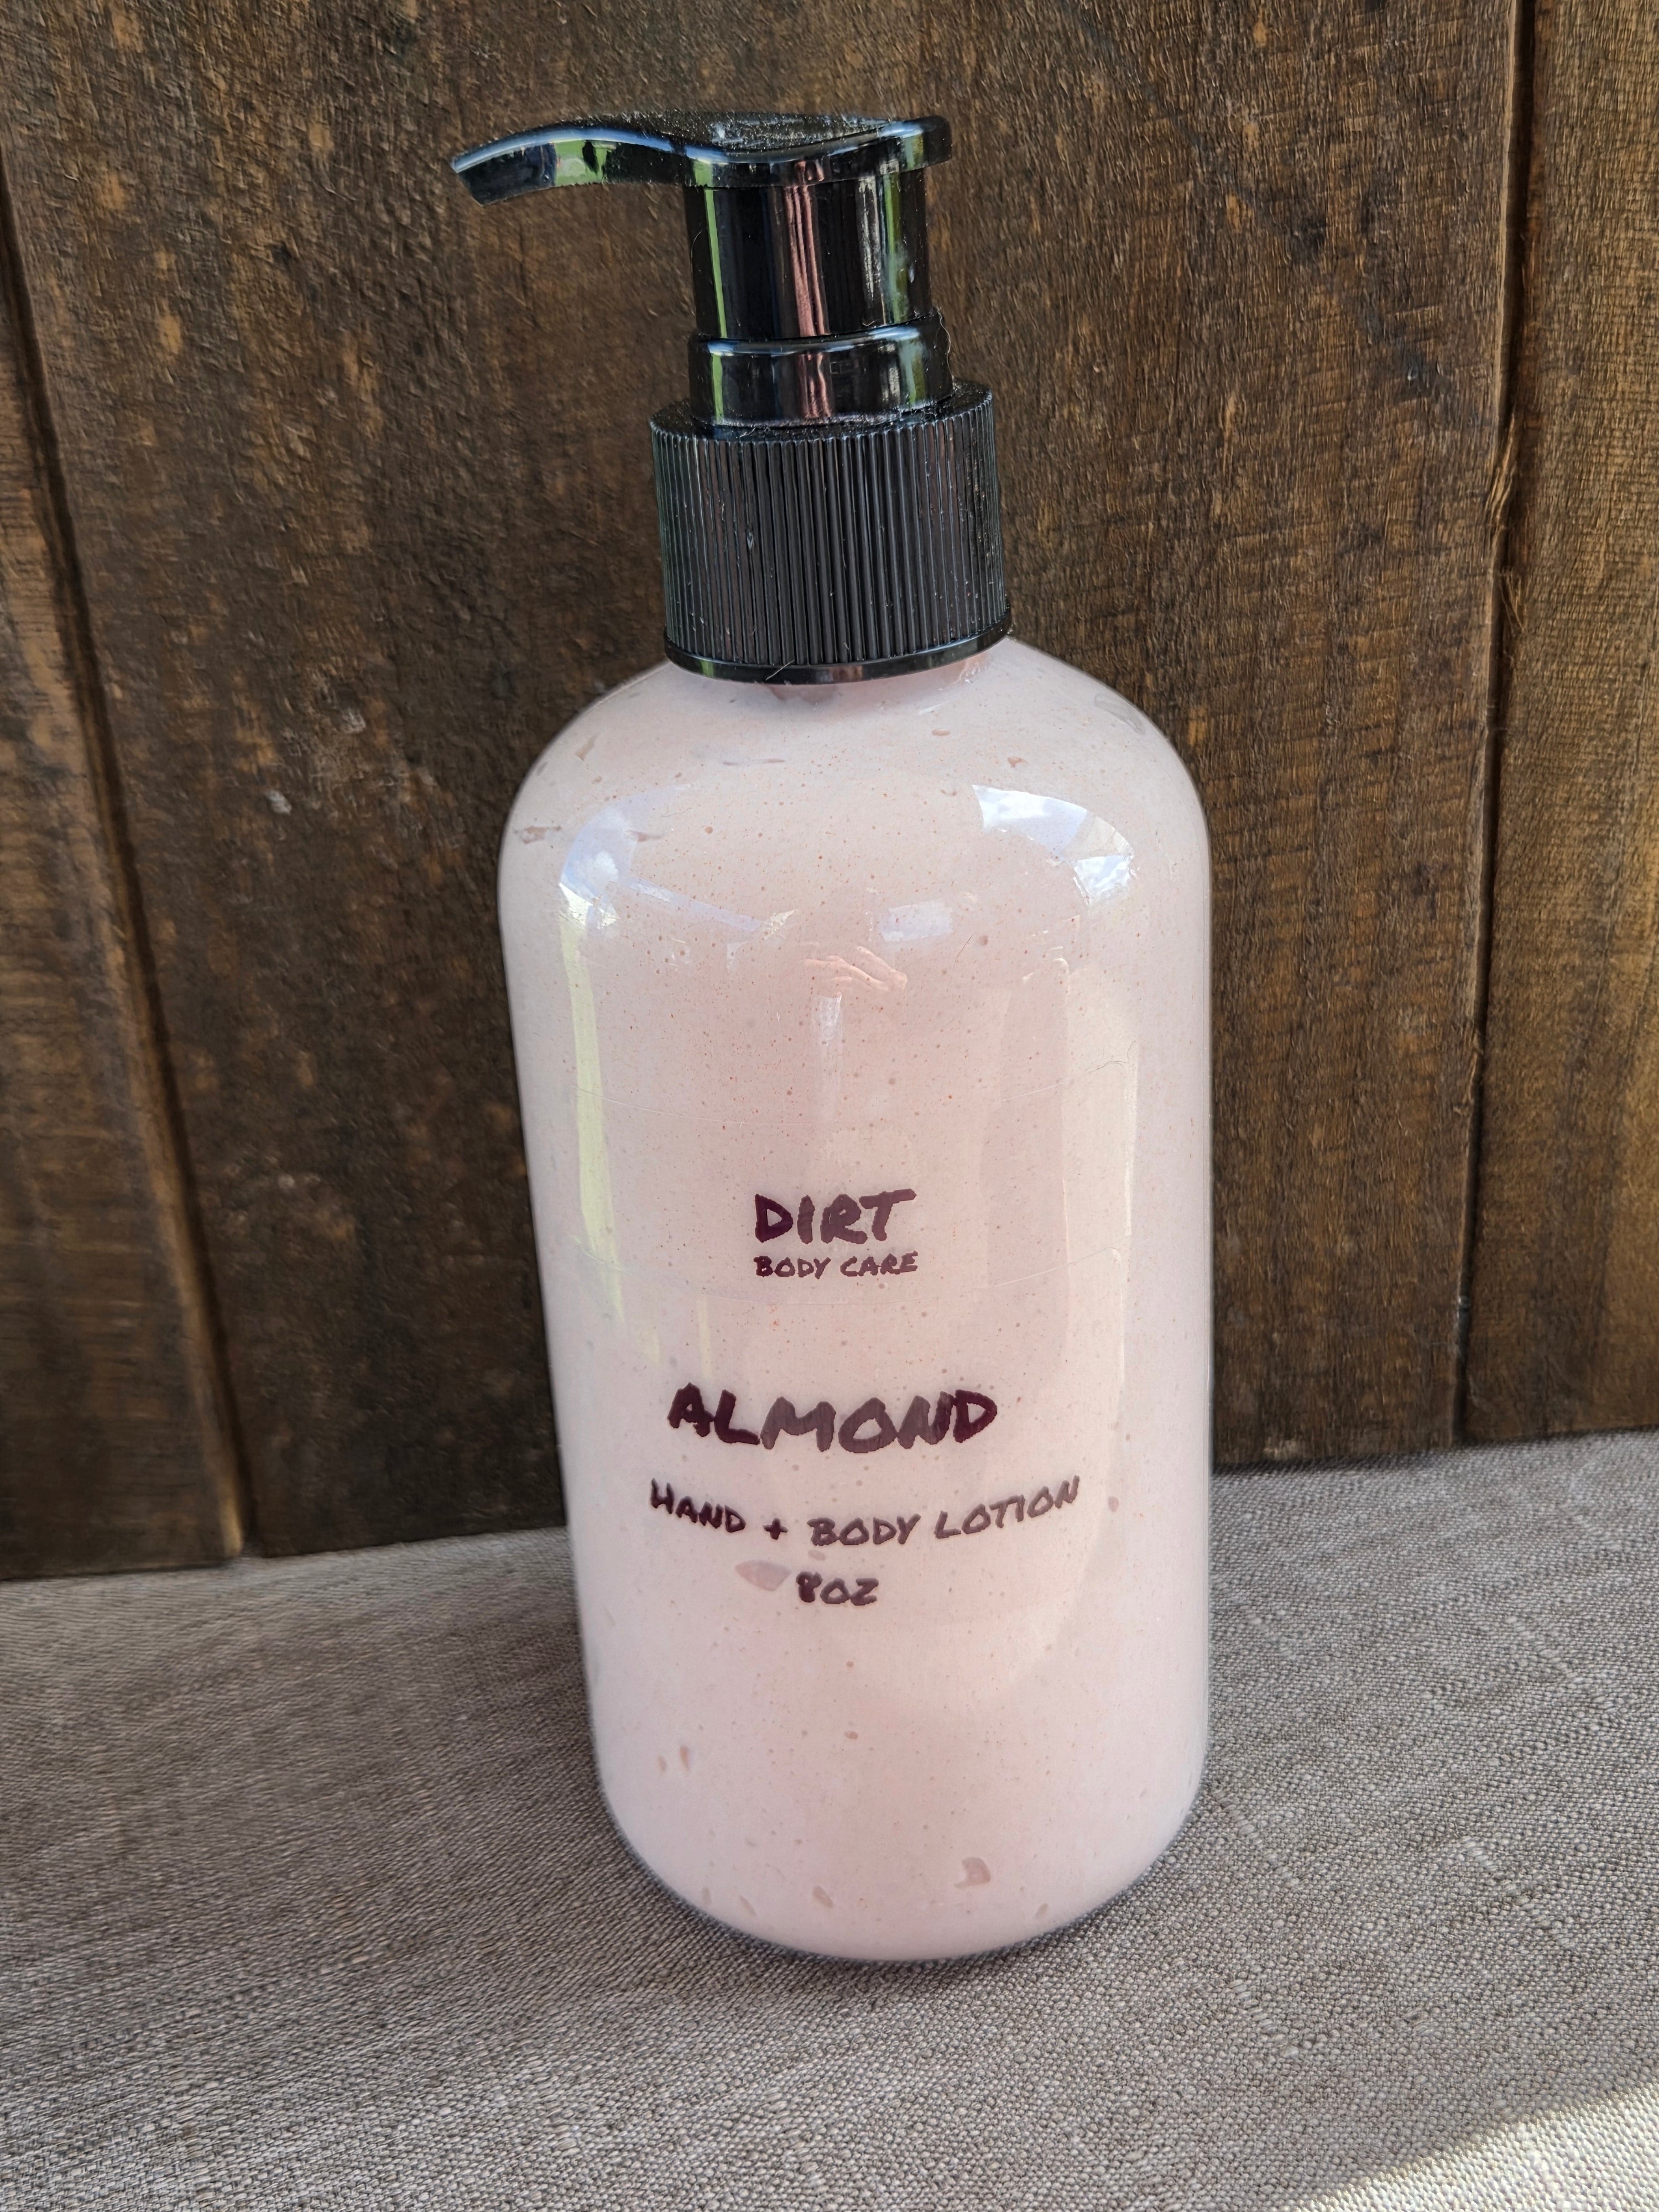 DIRT
BODY CARE
ALMOND
HAND + BODY LOTION
8OZ